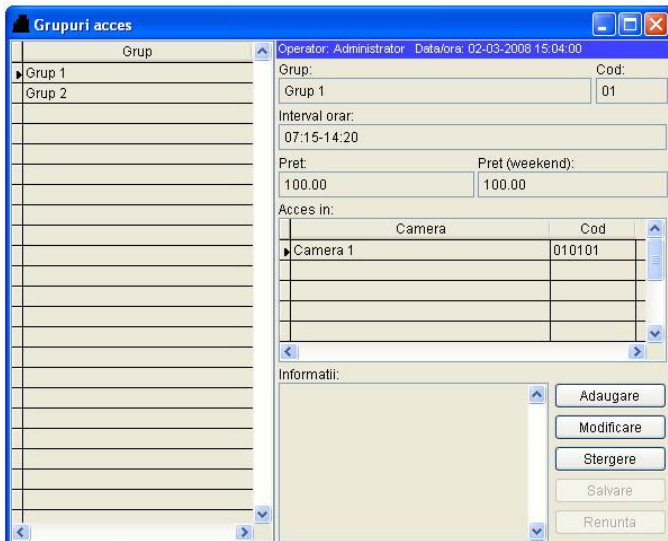 Grupuri acces
Grup
Grup 1
Grup 2
Operator: Administrator Data/ora: 02-03-2008 15:04:00
Grup: Cod:
Grup 1 01
Interval orar:
07:15-14:20
Pret: Pret (weekend):
100.00 100.00
Acces in:
Camera Cod
Camera 1 010101
Informatii:
Adaugare
Modificare
Stergere
Salvare
Renunta